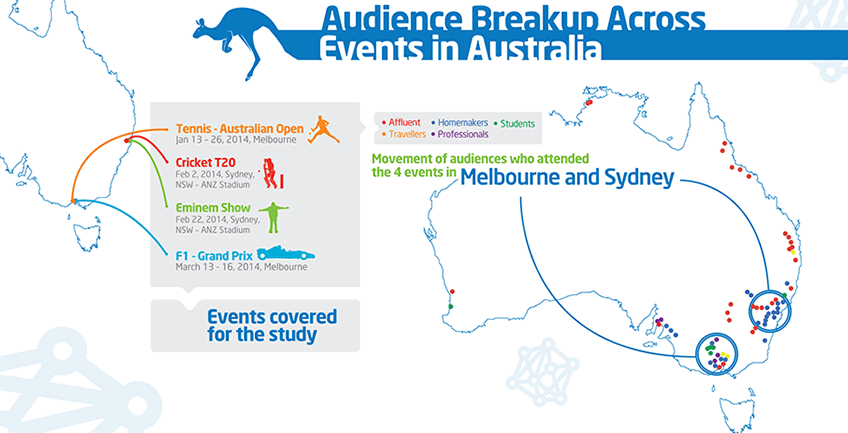 Audience Breakup Across
Events in Australia
Tennis - Australian Open
Jan 13 - 26, 2014, Melbourne
Cricket T20
Feb 2, 2014, Sydney,
NSW - ANZ Stadium
Eminem Show
Feb 22, 2014, Sydney,
NSW - ANZ Stadium
F1 - Grand Prix
March 13 - 16, 2014, Melbourne
Events covered
for the study
• Affluent • Homemakers • Students
• Travellers • Professionals
Movement of audiences who attended
the 4 events in Melbourne and Sydney